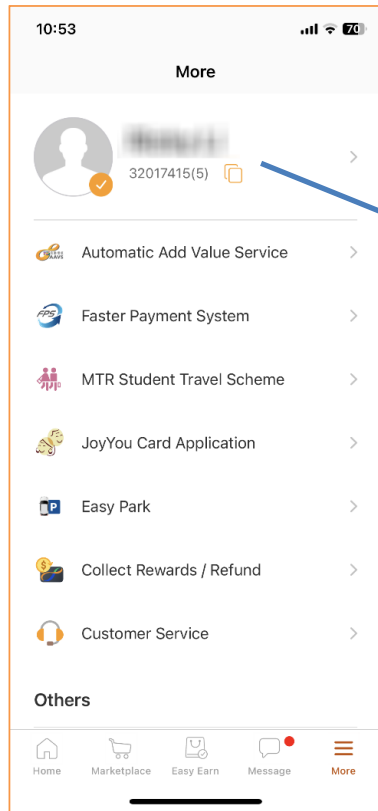 10:53
70
More
32017415(5)
Automatic Add Value Service
FPS
Faster Payment System
MTR Student Travel Scheme
JoyYou Card Application
P
Easy Park
$
Collect Rewards / Refund
Customer Service
Others
Home Marketplace Easy Earn Message More